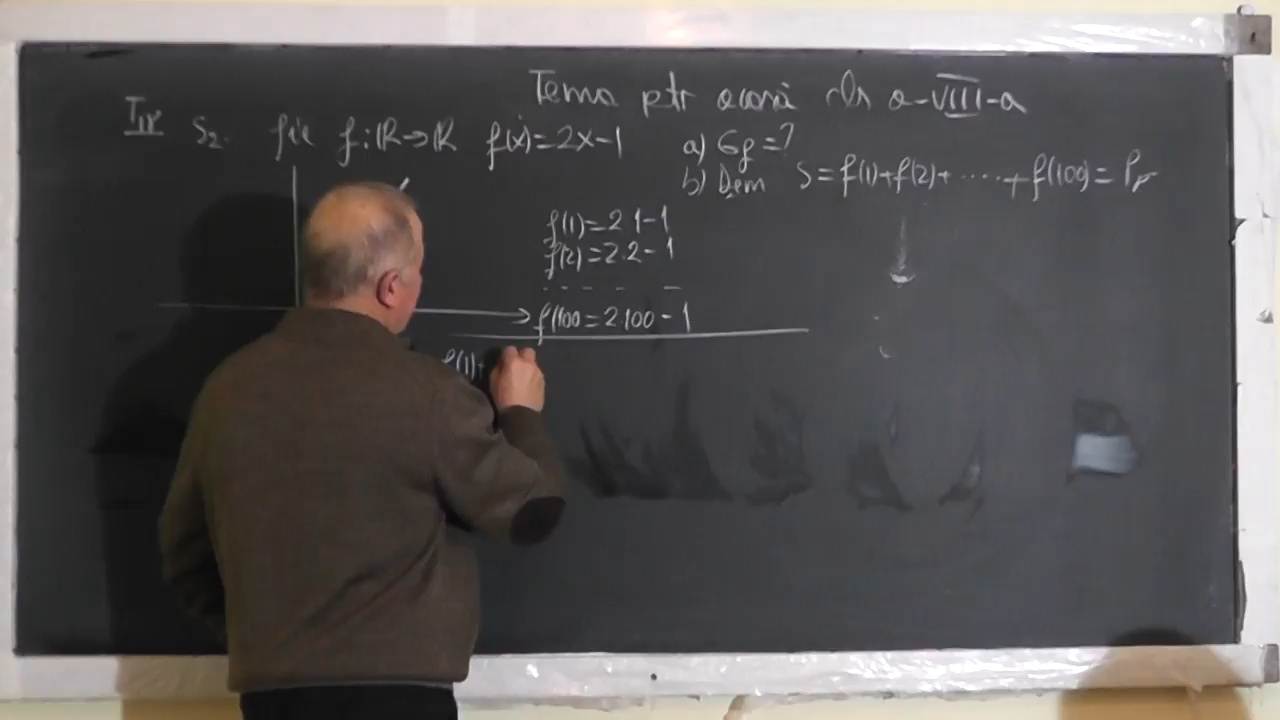 Tema ptr acasă cls a-VIII-a
T_IV S₂. fie f:ℝ→ℝ f(x)=2x-1 a) Gf=?
b) Dem S=f(1)+f(2)+.....+f(100)= Pp
f(1)=2 1-1
f(2)=2.2-1
- - - - - -
f(100=2.100-1
f(1)+